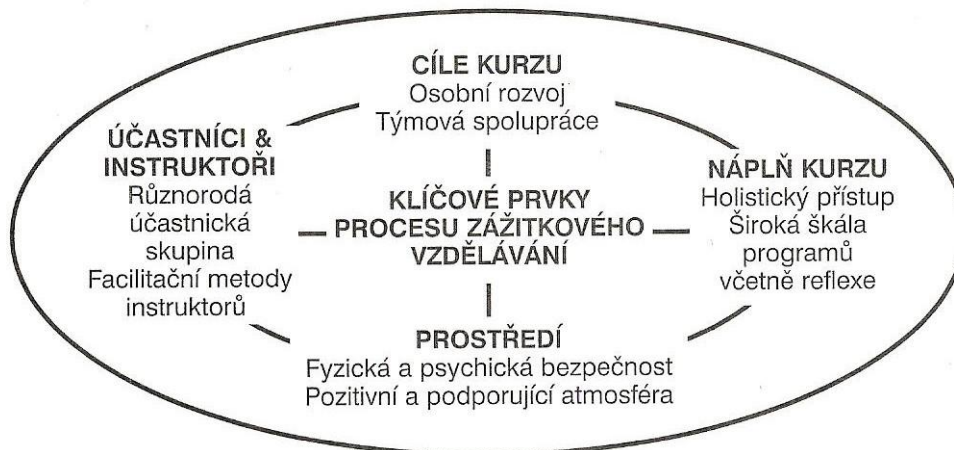 CÍLE KURZU
Osobní rozvoj
Týmová spolupráce
ÚČASTNÍCI &
INSTRUKTOŘI
Různorodá
účastnická
skupina
Facilitační metody
instruktorů
KLÍČOVÉ PRVKY
PROCESU ZÁŽITKOVÉHO
VZDĚLÁVÁNÍ
NÁPLŇ KURZU
Holistický přístup
Široká škála
programů
včetně reflexe
PROSTŘEDÍ
Fyzická a psychická bezpečnost
Pozitivní a podporující atmosféra